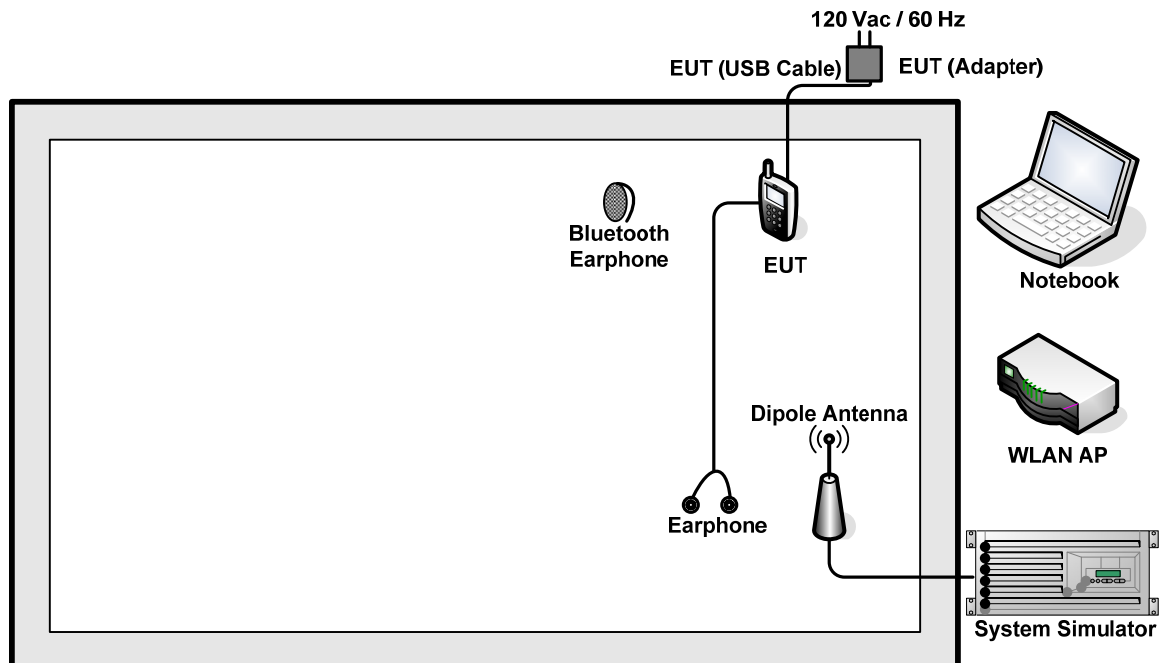 120 Vac / 60 Hz
EUT (USB Cable)
EUT (Adapter)
Bluetooth
Earphone
EUT
Notebook
Dipole Antenna
WLAN AP
Earphone
System Simulator